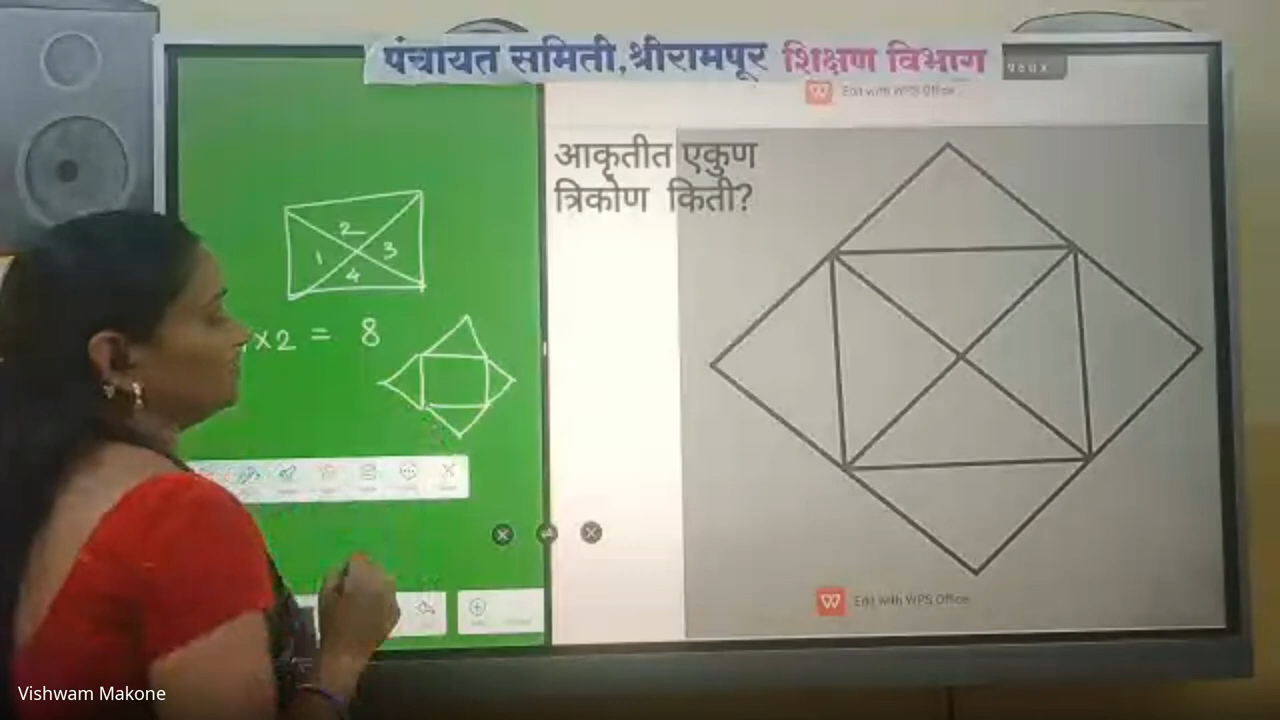 पंचायत समिती,श्रीरामपूर शिक्षण विभाग
Edit with WPS Office
आकृतीत एकुण
त्रिकोण किती?
2
1 3
4
×2 = 8
Edit with WPS Office
Vishwam Makone